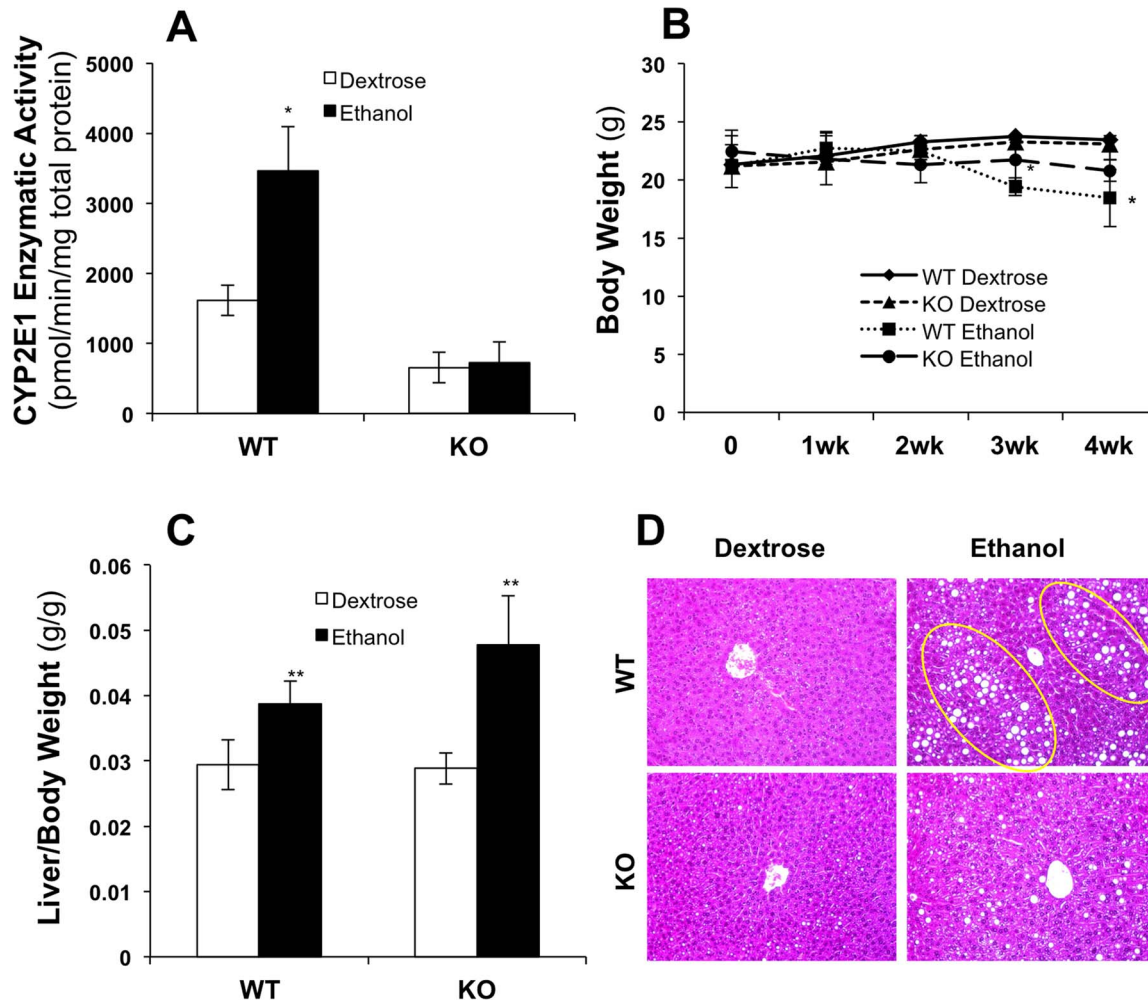 A
CYP2E1 Enzymatic Activity
(pmol/min/mg total protein)
5000
4000
3000
2000
1000
0
Dextrose
Ethanol
*
WT KO
B
Body Weight (g)
30
25
20
15
10
5
0
*
*
WT Dextrose
KO Dextrose
WT Ethanol
KO Ethanol
0 1wk 2wk 3wk 4wk
C
Liver/Body Weight (g/g)
0.06
0.05
0.04
0.03
0.02
0.01
0
Dextrose
Ethanol
**
**
WT KO
D
Dextrose Ethanol
WT
KO